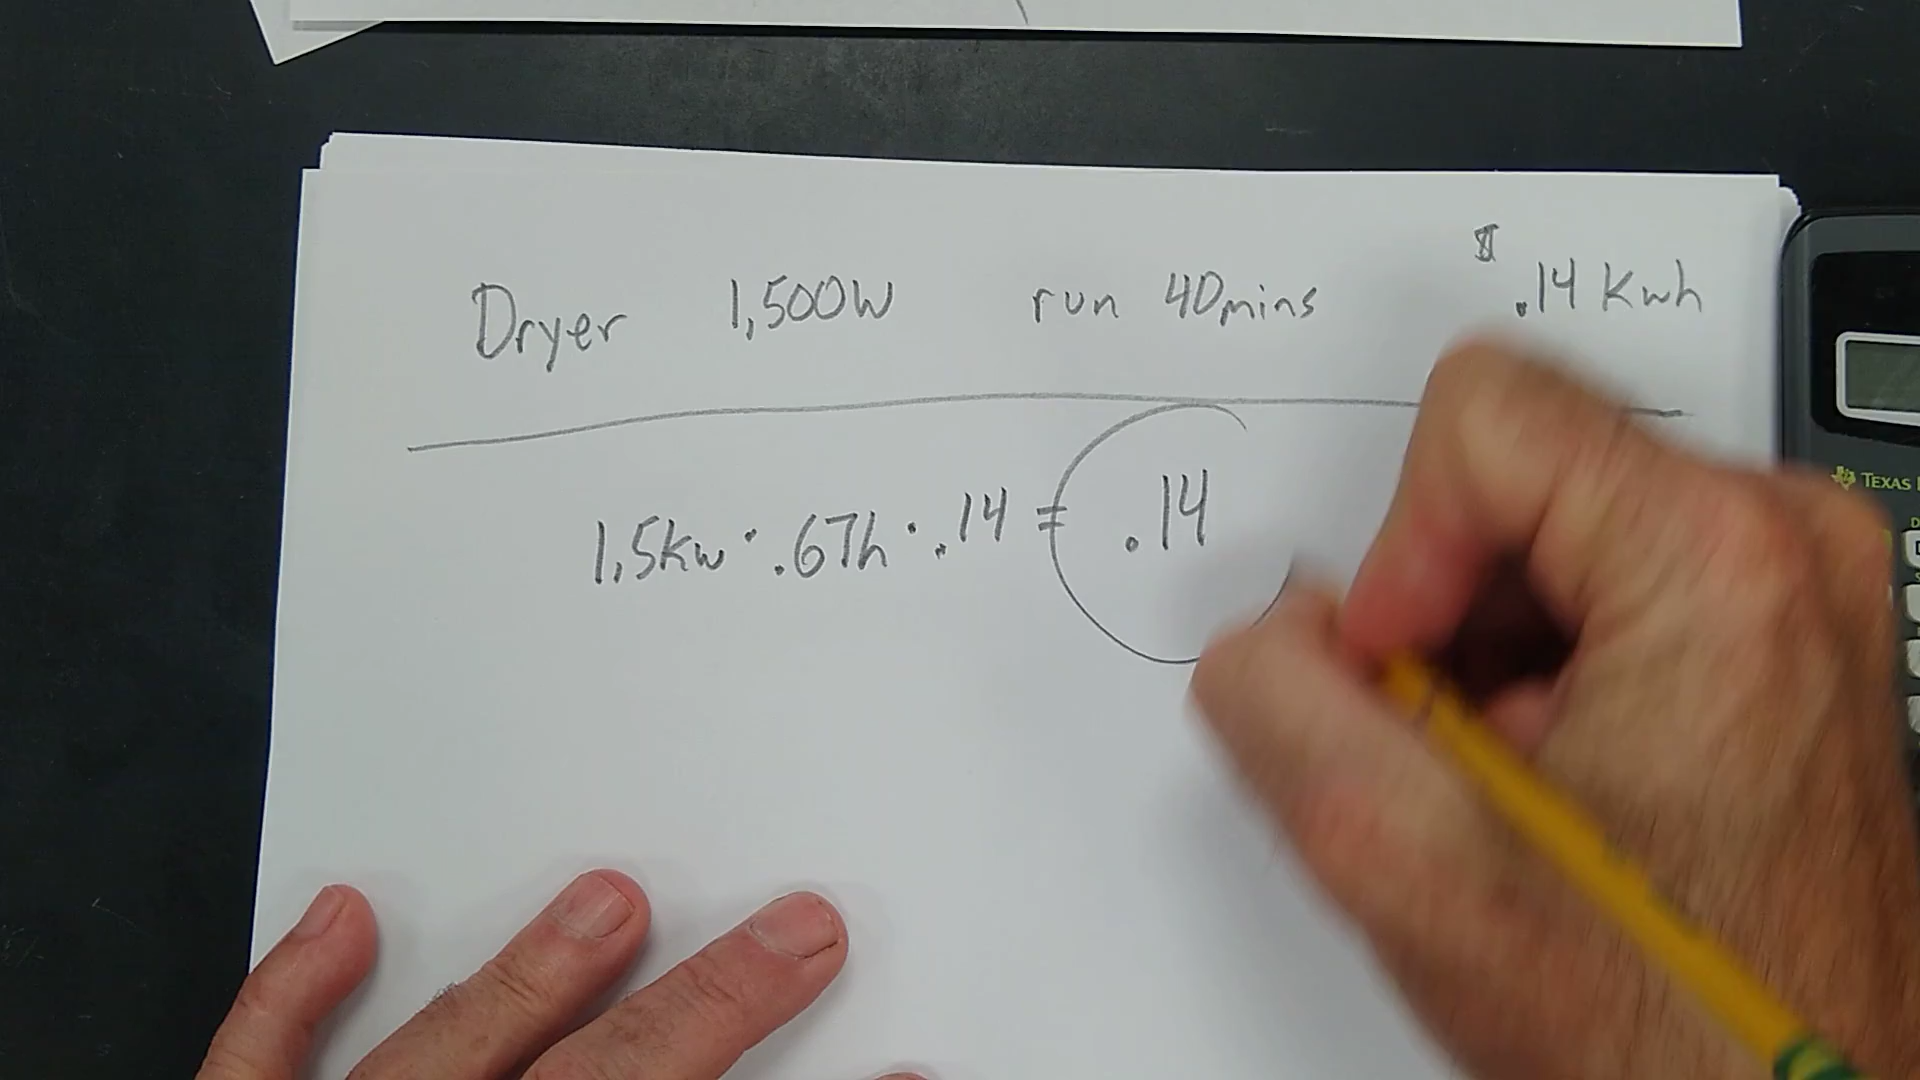 $
Dryer 1,500W run 40mins .14 Kwh
1.5kw · .67h · .14 = .14
TEXAS